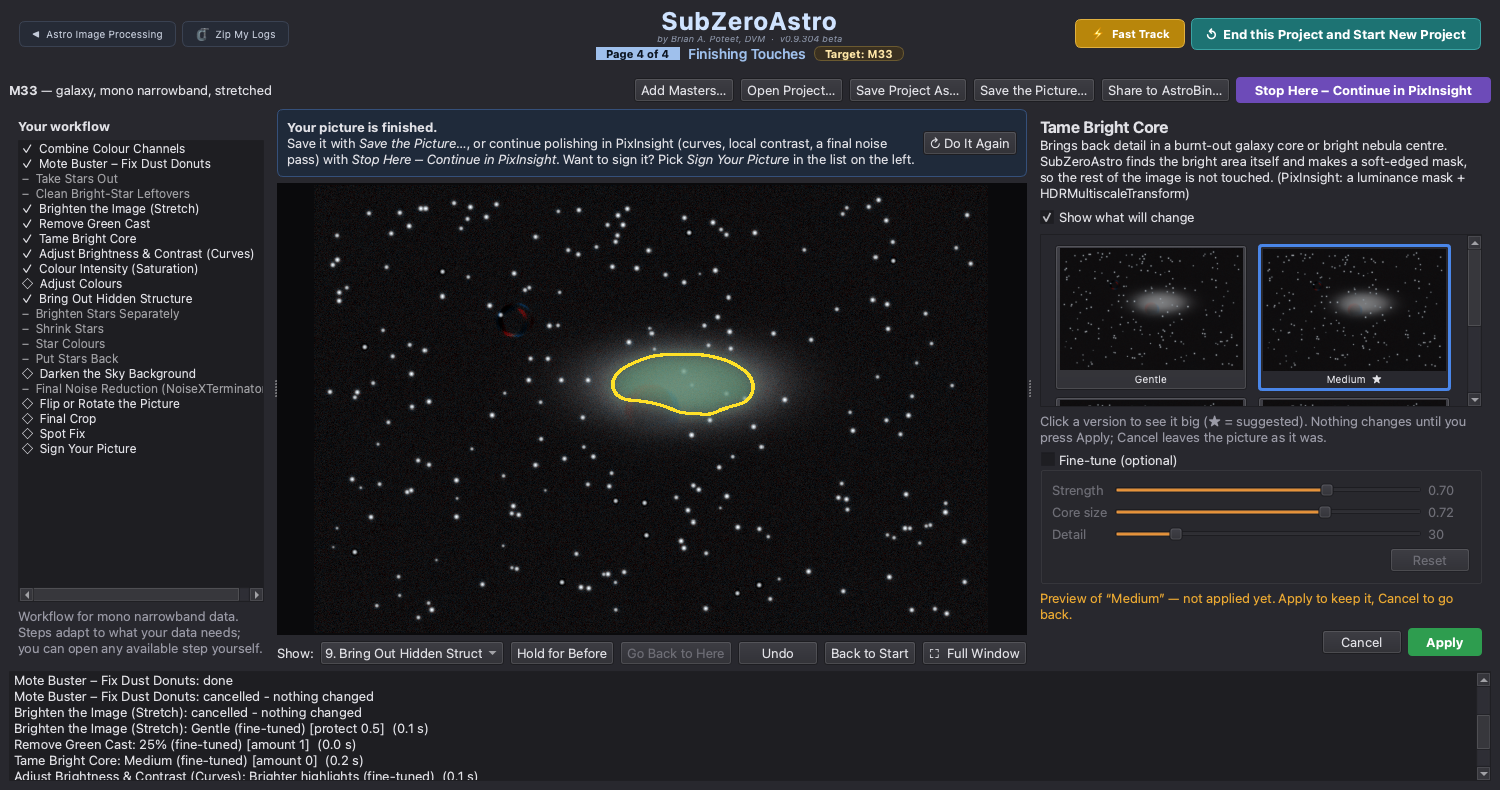 ◄ Astro Image Processing
Zip My Logs
SubZeroAstro
by Brian A. Poteet, DVM · v0.9.304 beta
Page 4 of 4 Finishing Touches Target: M33
⚡ Fast Track
↺ End this Project and Start New Project
M33 — galaxy, mono narrowband, stretched
Add Masters...
Open Project...
Save Project As...
Save the Picture...
Share to AstroBin...
Stop Here – Continue in PixInsight
Your workflow
✓ Combine Colour Channels
✓ Mote Buster – Fix Dust Donuts
– Take Stars Out
– Clean Bright-Star Leftovers
✓ Brighten the Image (Stretch)
✓ Remove Green Cast
✓ Tame Bright Core
✓ Adjust Brightness & Contrast (Curves)
✓ Colour Intensity (Saturation)
◇ Adjust Colours
✓ Bring Out Hidden Structure
– Brighten Stars Separately
– Shrink Stars
– Star Colours
– Put Stars Back
◇ Darken the Sky Background
– Final Noise Reduction (NoiseXTerminator
◇ Flip or Rotate the Picture
◇ Final Crop
◇ Spot Fix
◇ Sign Your Picture
Workflow for mono narrowband data.
Steps adapt to what your data needs;
you can open any available step yourself.
Your picture is finished.
Save it with Save the Picture..., or continue polishing in PixInsight (curves, local contrast, a final noise
pass) with Stop Here – Continue in PixInsight. Want to sign it? Pick Sign Your Picture in the list on the left.
↻ Do It Again
Show:
9. Bring Out Hidden Struct
Hold for Before
Go Back to Here
Undo
Back to Start
Full Window
Tame Bright Core
Brings back detail in a burnt-out galaxy core or bright nebula centre.
SubZeroAstro finds the bright area itself and makes a soft-edged mask,
so the rest of the image is not touched. (PixInsight: a luminance mask +
HDRMultiscaleTransform)
✓ Show what will change
Gentle
Medium ★
Click a version to see it big (★ = suggested). Nothing changes until you
press Apply; Cancel leaves the picture as it was.
Fine-tune (optional)
Strength 0.70
Core size 0.72
Detail 30
Reset
Preview of “Medium” — not applied yet. Apply to keep it, Cancel to go
back.
Cancel
Apply
Mote Buster – Fix Dust Donuts: done
Mote Buster – Fix Dust Donuts: cancelled - nothing changed
Brighten the Image (Stretch): cancelled - nothing changed
Brighten the Image (Stretch): Gentle (fine-tuned) [protect 0.5] (0.1 s)
Remove Green Cast: 25% (fine-tuned) [amount 1] (0.0 s)
Tame Bright Core: Medium (fine-tuned) [amount 0] (0.2 s)
Adjust Brightness & Contrast (Curves): Brighter highlights (fine-tuned) (0.1 s)